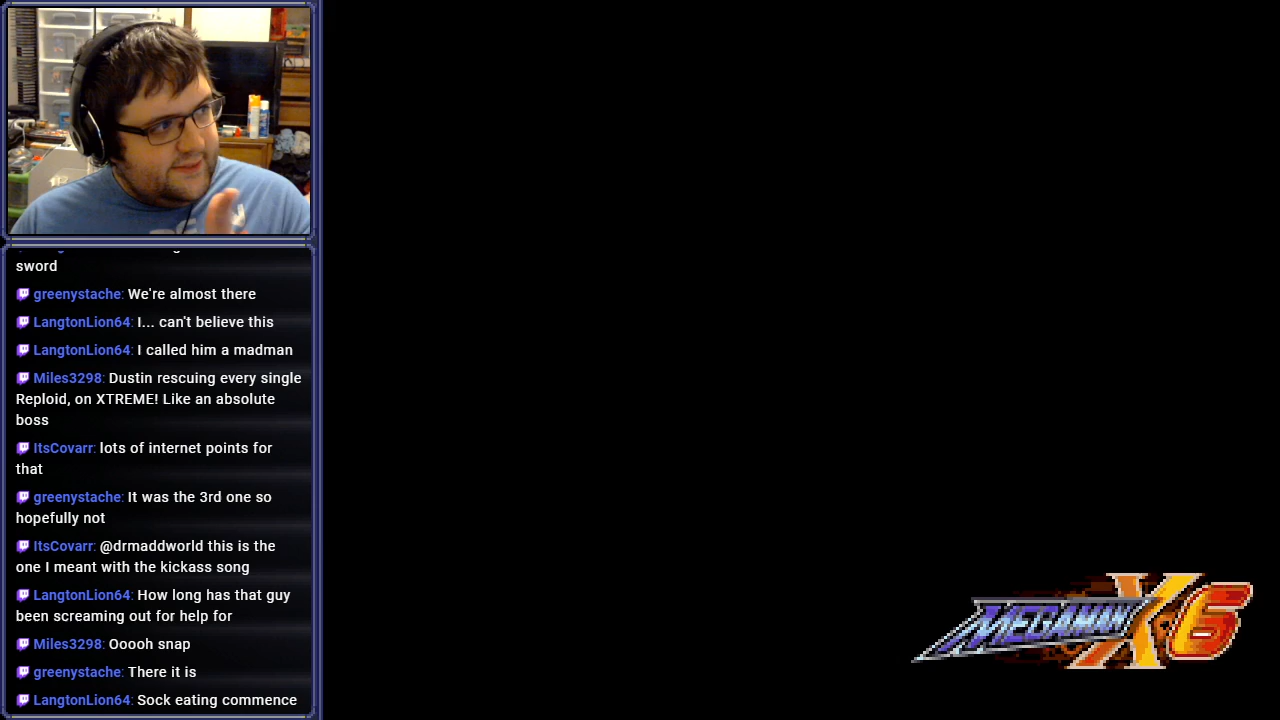 sword
greenystache: We're almost there
LangtonLion64: I... can't believe this
LangtonLion64: I called him a madman
Miles3298: Dustin rescuing every single
Reploid, on XTREME! Like an absolute
boss
ItsCovarr: lots of internet points for
that
greenystache: It was the 3rd one so
hopefully not
ItsCovarr: @drmaddworld this is the
one I meant with the kickass song
LangtonLion64: How long has that guy
been screaming out for help for
Miles3298: Ooooh snap
greenystache: There it is
LangtonLion64: Sock eating commence
MEGAMAN X6